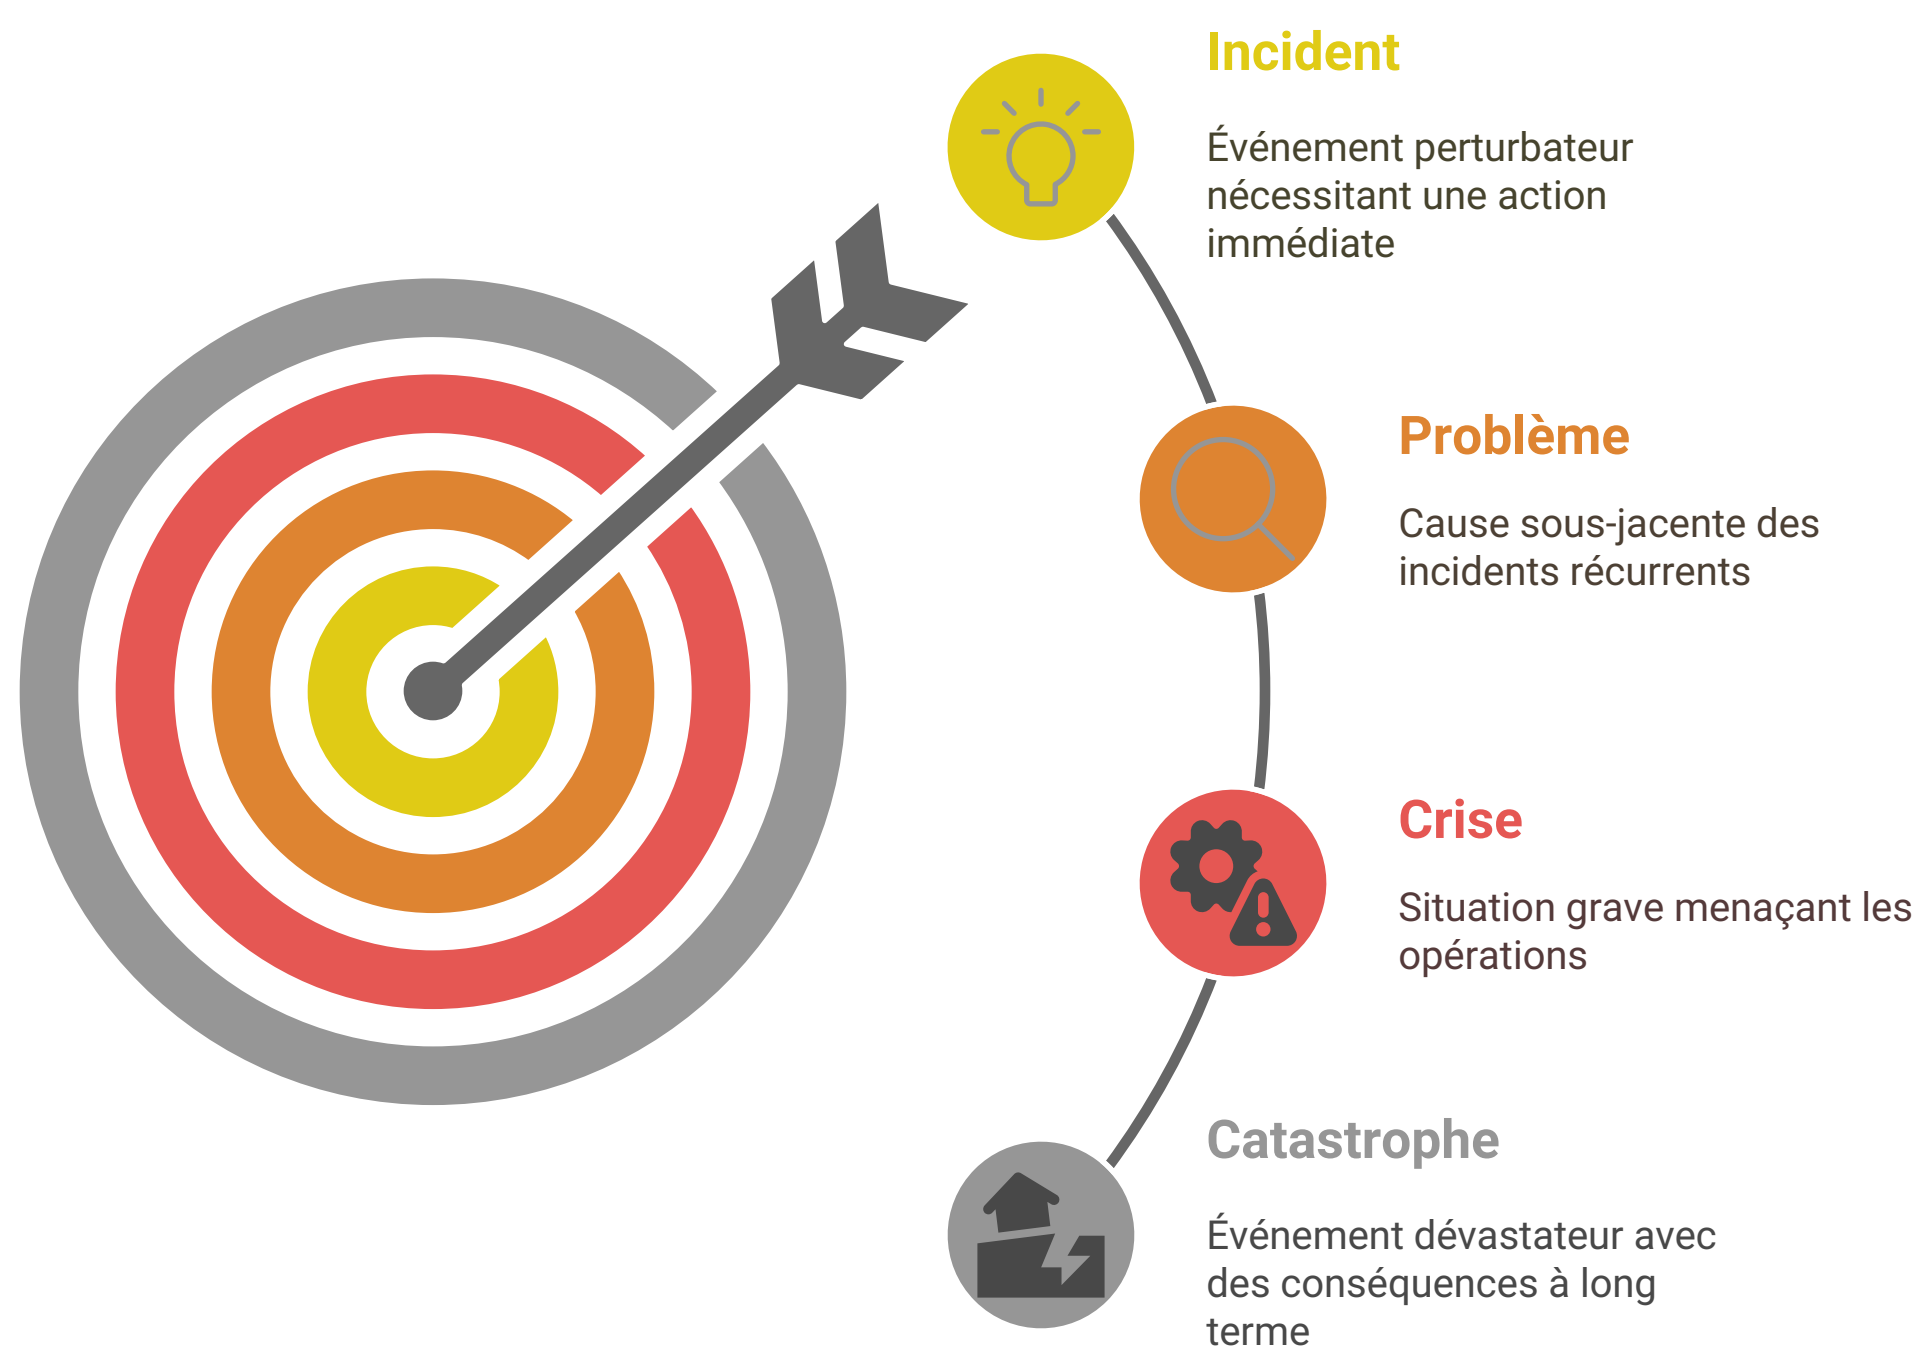 Incident
Événement perturbateur
nécessitant une action
immédiate
Problème
Cause sous-jacente des
incidents récurrents
Crise
Situation grave menaçant les
opérations
Catastrophe
Événement dévastateur avec
des conséquences à long
terme